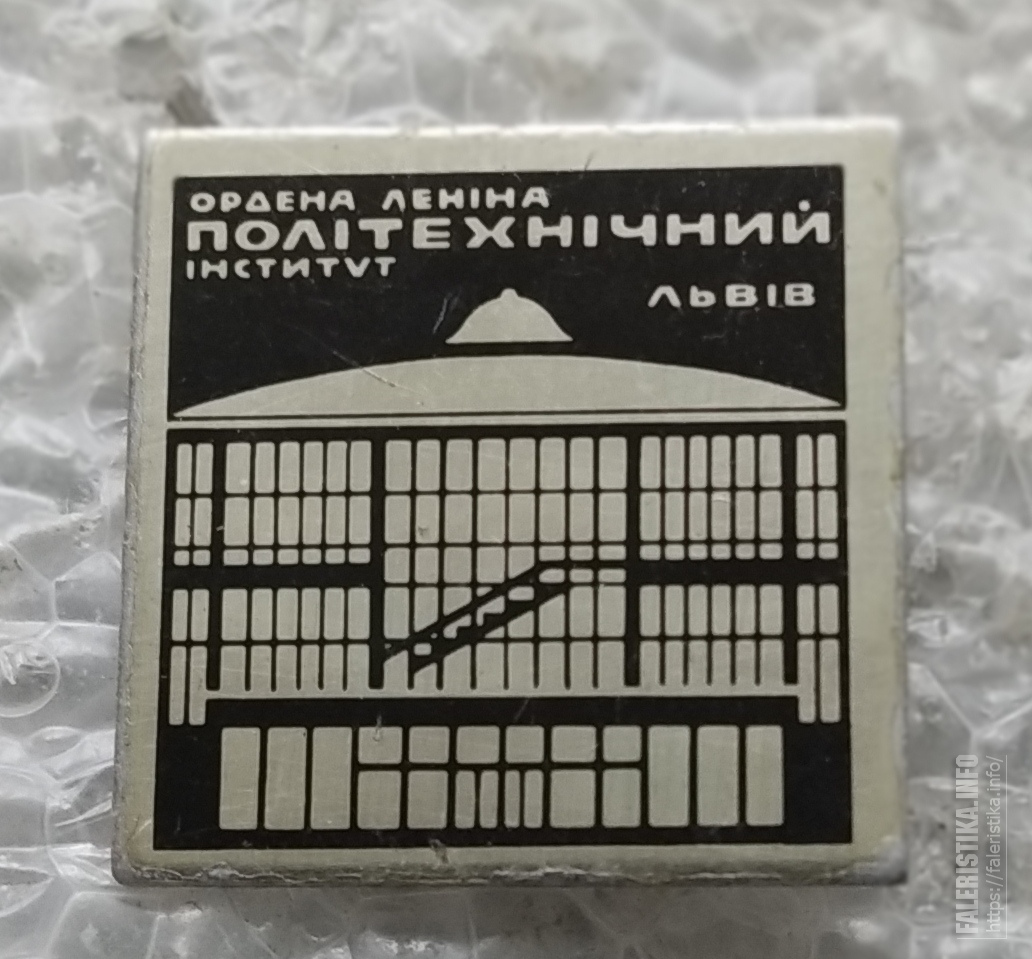 ОРДЕНА ЛЕНІНА
ПОЛІТЕХНІЧНИЙ
ІНСТИТУТ
ЛЬВІВ
FALERISTIKA.INFO
https://faleristika.info/